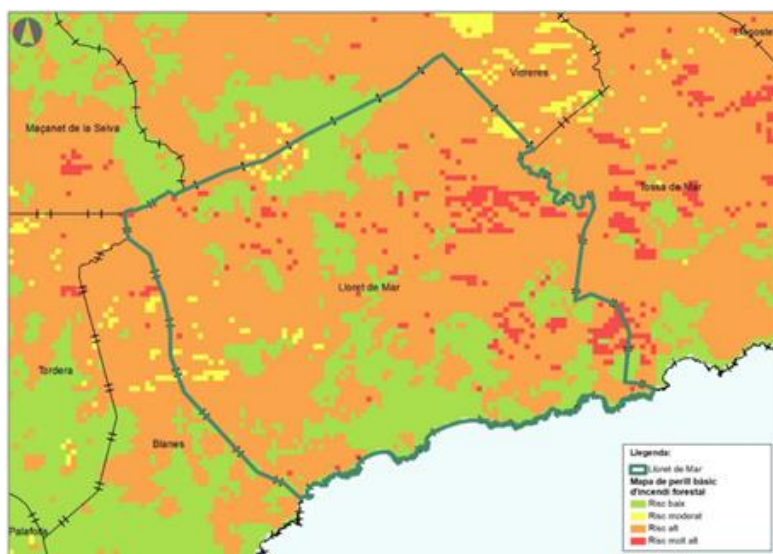 Llagoste
Vidreres
Maçanet de la Selva
Tossa de Mar
Lloret de Mar
Tordera
Blanes
Palafolls
Llegenda:
Lloret de Mar
Mapa de perill bàsic
d'incendi forestal
Risc baix
Risc moderat
Risc alt
Risc molt alt